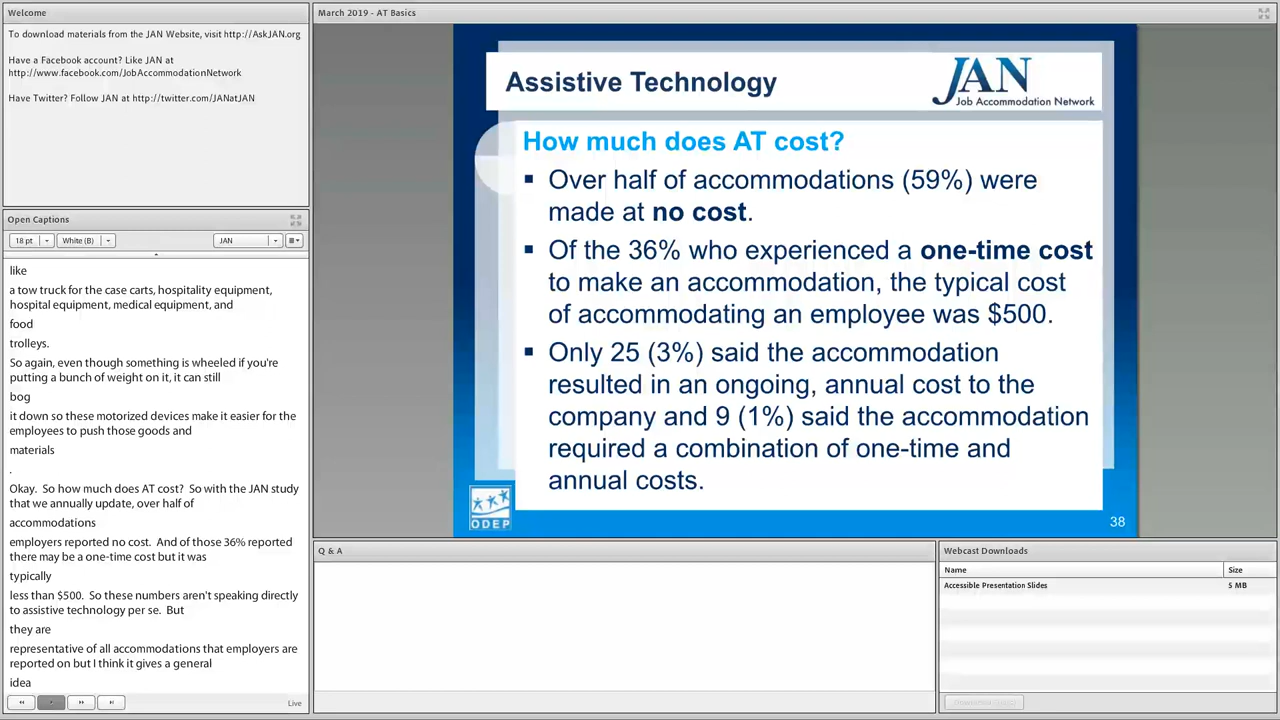 Welcome
To download materials from the JAN Website, visit http://AskJAN.org
Have a Facebook account? Like JAN at
http://www.facebook.com/JobAccommodationNetwork
Have Twitter? Follow JAN at http://twitter.com/JANatJAN
Open Captions
18 pt White (B) JAN
like
a tow truck for the case carts, hospitality equipment,
hospital equipment, medical equipment, and
food
trolleys.
So again, even though something is wheeled if you're
putting a bunch of weight on it, it can still
bog
it down so these motorized devices make it easier for the
employees to push those goods and
materials
.
Okay. So how much does AT cost? So with the JAN study
that we annually update, over half of
accommodations
employers reported no cost. And of those 36% reported
there may be a one-time cost but it was
typically
less than $500. So these numbers aren't speaking directly
to assistive technology per se. But
they are
representative of all accommodations that employers are
reported on but I think it gives a general
idea
Live
March 2019 - AT Basics
Assistive Technology
JAN
Job Accommodation Network
How much does AT cost?
▪ Over half of accommodations (59%) were
made at no cost.
▪ Of the 36% who experienced a one-time cost
to make an accommodation, the typical cost
of accommodating an employee was $500.
▪ Only 25 (3%) said the accommodation
resulted in an ongoing, annual cost to the
company and 9 (1%) said the accommodation
required a combination of one-time and
annual costs.
ODEP
38
Q & A
Webcast Downloads
Name Size
Accessible Presentation Slides 5 MB